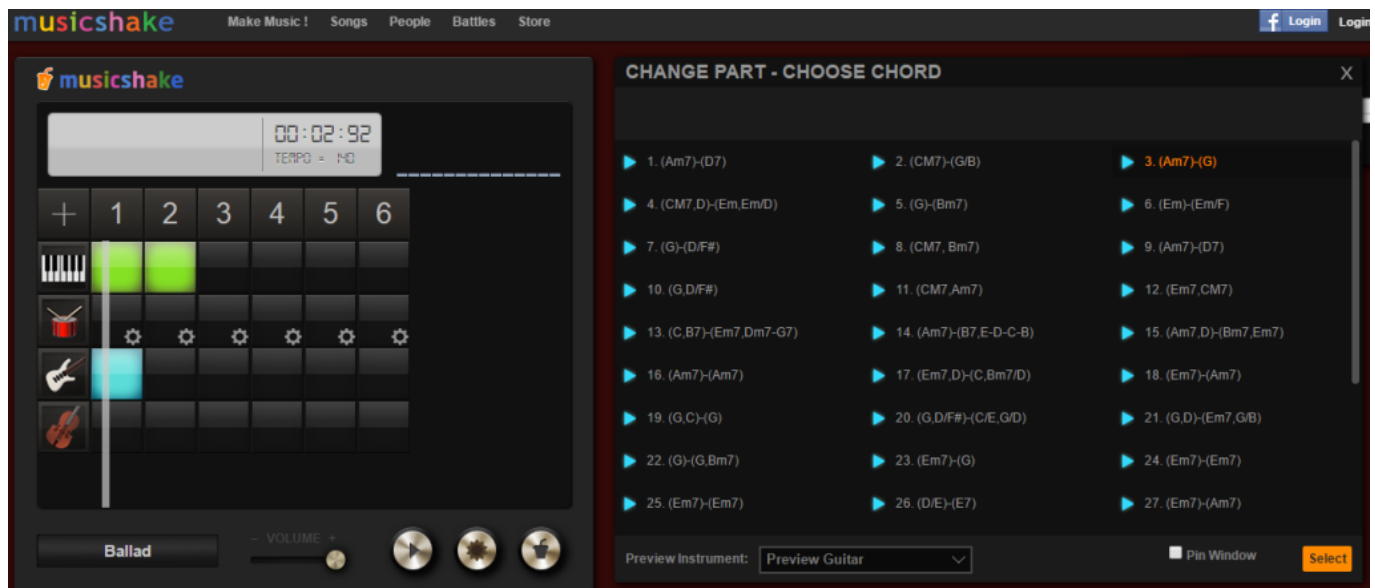 musicshake Make Music ! Songs People Battles Store f Login Login
musicshake
00:02:92
TEMPO = 140
+ 1 2 3 4 5 6
Ballad
- VOLUME +
CHANGE PART - CHOOSE CHORD X
1. (Am7)-(D7) 2. (CM7)-(G/B) 3. (Am7)-(G)
4. (CM7,D)-(Em,Em/D) 5. (G)-(Bm7) 6. (Em)-(Em/F)
7. (G)-(D/F#) 8. (CM7, Bm7) 9. (Am7)-(D7)
10. (G,D/F#) 11. (CM7,Am7) 12. (Em7,CM7)
13. (C,B7)-(Em7,Dm7-G7) 14. (Am7)-(B7,E-D-C-B) 15. (Am7,D)-(Bm7,Em7)
16. (Am7)-(Am7) 17. (Em7,D)-(C,Bm7/D) 18. (Em7)-(Am7)
19. (G,C)-(G) 20. (G,D/F#)-(C/E,G/D) 21. (G,D)-(Em7,G/B)
22. (G)-(G,Bm7) 23. (Em7)-(G) 24. (Em7)-(Em7)
25. (Em7)-(Em7) 26. (D/E)-(E7) 27. (Em7)-(Am7)
Preview Instrument: Preview Guitar Pin Window Select